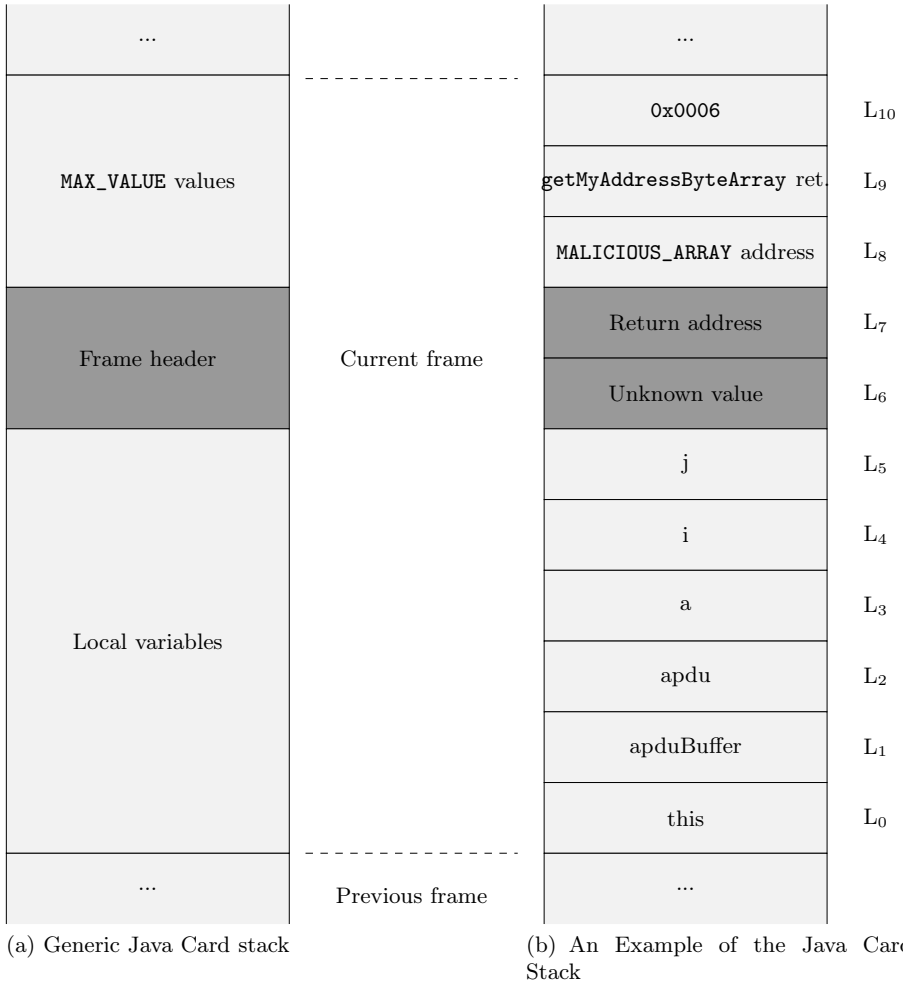 ...
MAX_VALUE values
Frame header
Local variables
...
Current frame
Previous frame
...
0x0006
L10
getMyAddressByteArray ret.
L9
MALICIOUS_ARRAY address
L8
Return address
L7
Unknown value
L6
j
L5
i
L4
a
L3
apdu
L2
apduBuffer
L1
this
L0
...
(a) Generic Java Card stack
(b) An Example of the Java Card
Stack